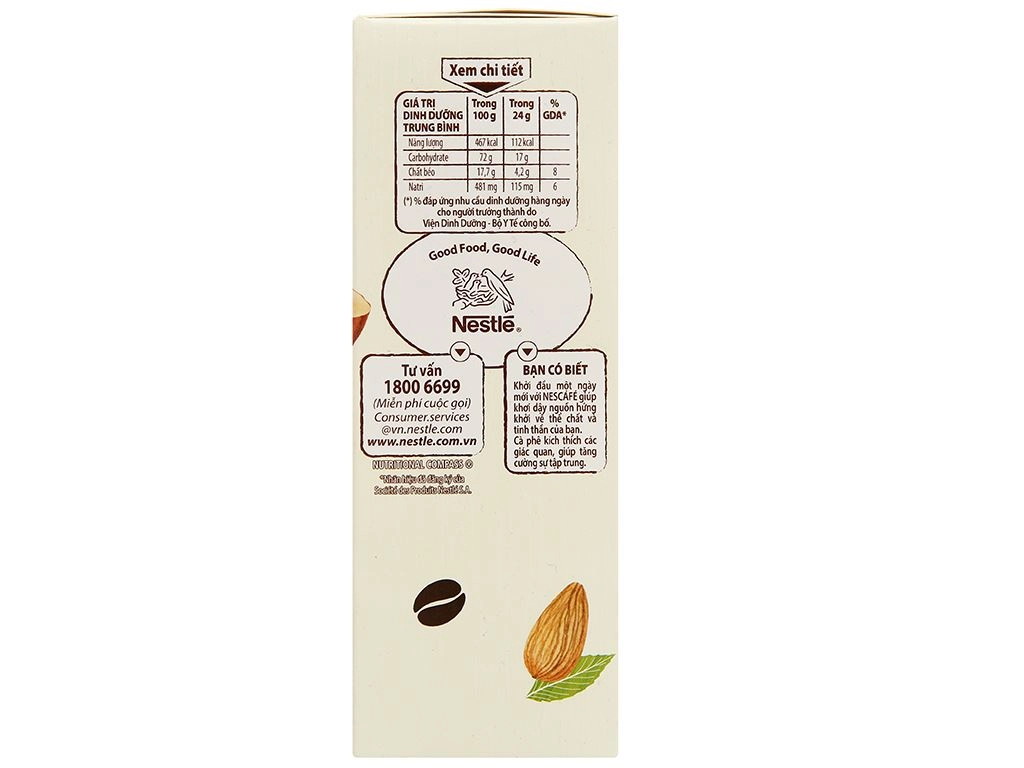 Xem chi tiết
GIÁ TRỊ DINH DƯỠNG TRUNG BÌNH | Trong 100 g | Trong 24 g | % GDA*
Năng lượng | 467 kcal | 112 kcal
Carbohydrate | 72 g | 17 g
Chất béo | 17,7 g | 4,2 g | 8
Natri | 481 mg | 115 mg | 6
(*) % đáp ứng nhu cầu dinh dưỡng hàng ngày
cho người trưởng thành do
Viện Dinh Dưỡng - Bộ Y Tế công bố.
Good Food, Good Life
Nestlé®
Tư vấn
1800 6699
(Miễn phí cuộc gọi)
Consumer.services
@vn.nestle.com
www.nestle.com.vn
NUTRITIONAL COMPASS ®
*Nhãn hiệu đã đăng ký của
Société des Produits Nestlé S.A.
BẠN CÓ BIẾT
Khởi đầu một ngày
mới với NESCAFÉ giúp
khơi dậy nguồn hứng
khởi về thể chất và
tinh thần của bạn.
Cà phê kích thích các
giác quan, giúp tăng
cường sự tập trung.